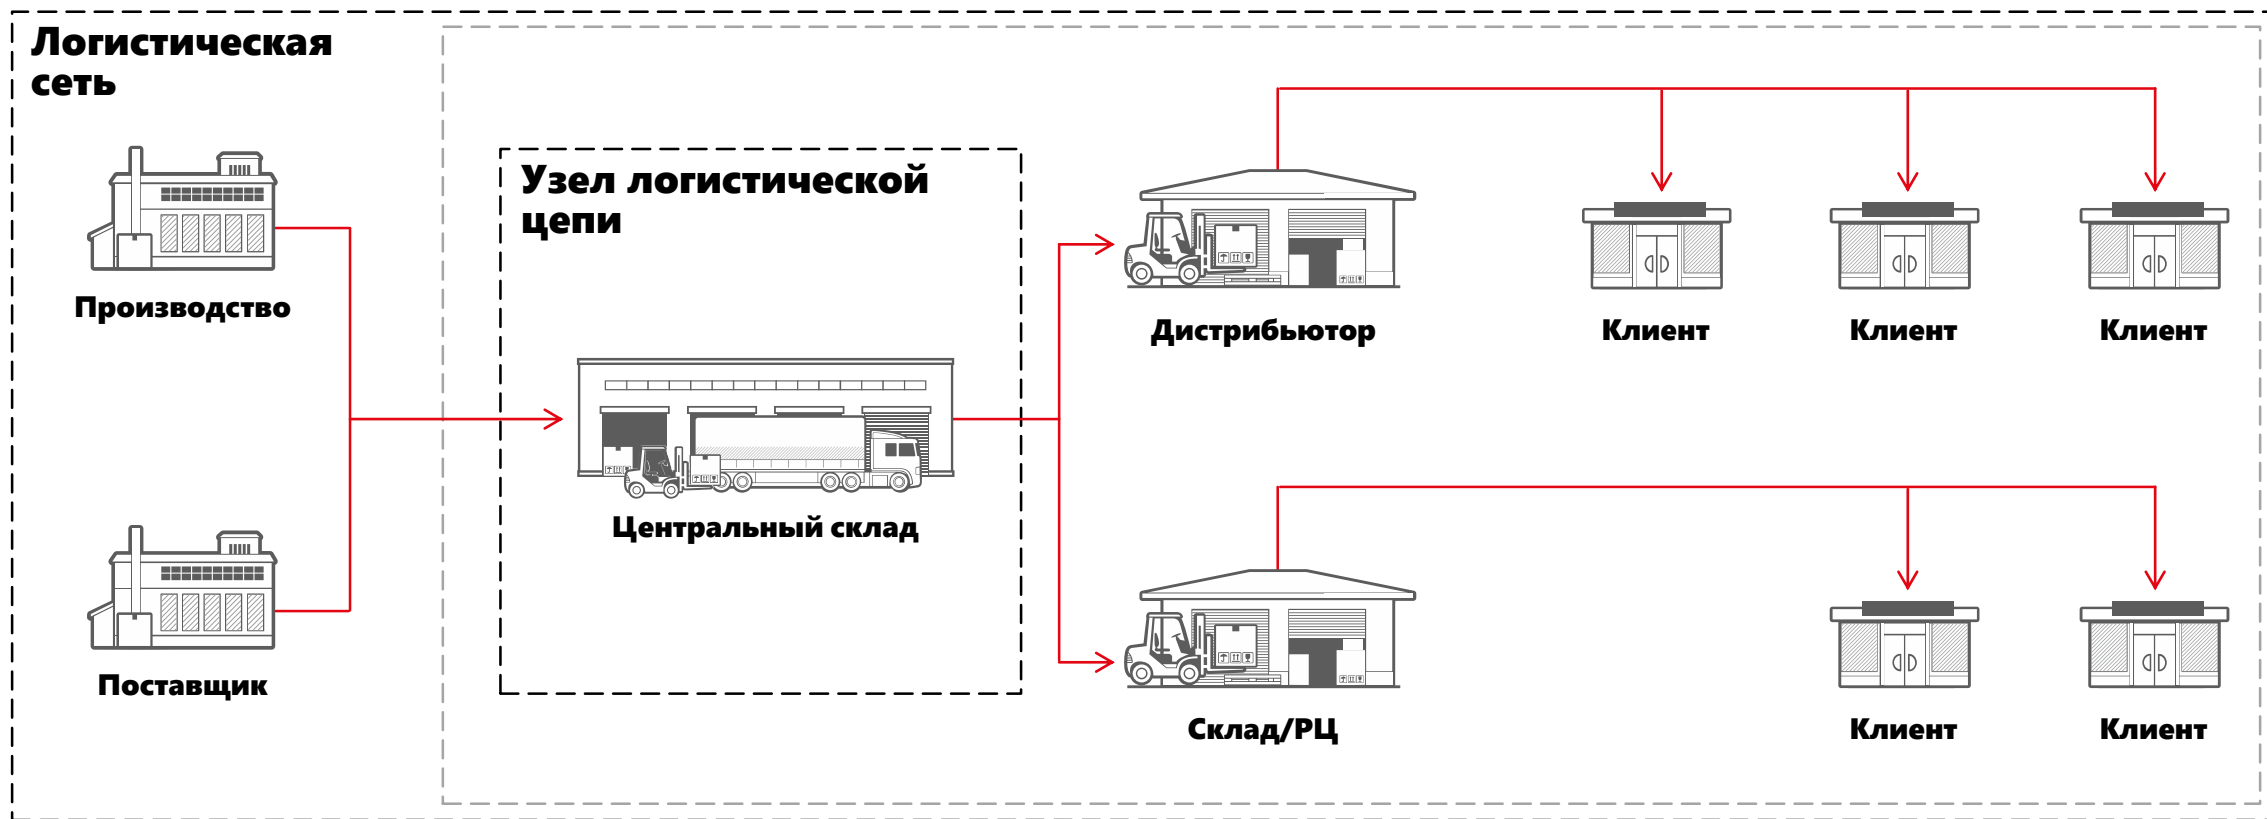 Логистическая
сеть
Узел логистической
цепи
Производство
Дистрибьютор
Клиент
Клиент
Клиент
Центральный склад
Поставщик
Склад/РЦ
Клиент
Клиент